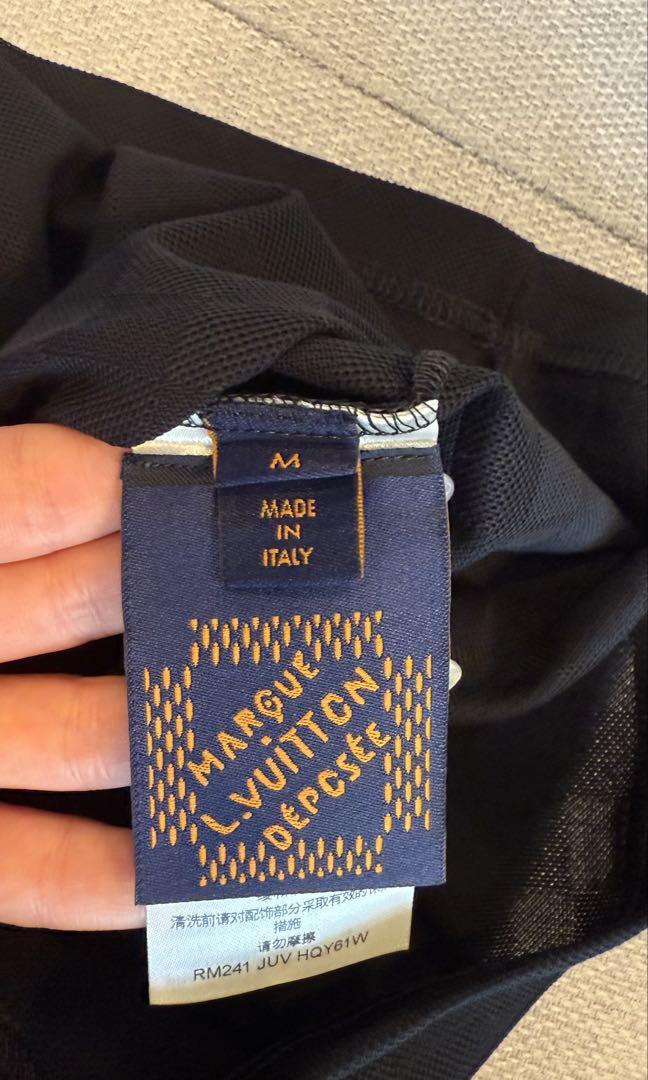 M
MADE
IN
ITALY
MARQUE
L.VUITTON
DÉPOSÉE
清洗前请对配饰部分采取有效的保护
措施
请勿摩擦
RM241 JUV HQY61W